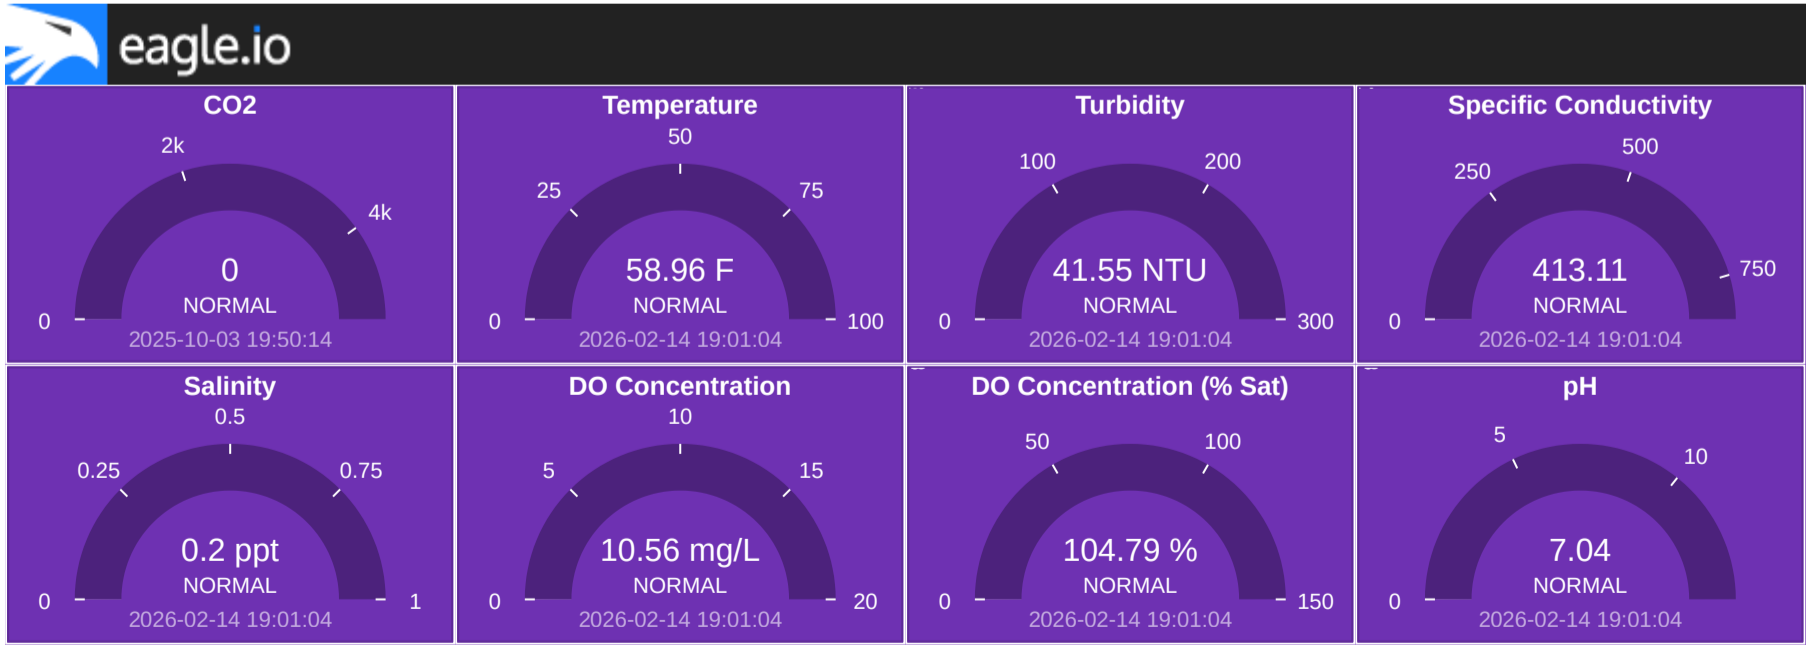 eagle.io
CO2
2k
4k
0
0
NORMAL
2025-10-03 19:50:14
Temperature
50
25
75
58.96 F
NORMAL
0
100
2026-02-14 19:01:04
Turbidity
100
200
41.55 NTU
NORMAL
0
300
2026-02-14 19:01:04
Specific Conductivity
500
250
750
413.11
NORMAL
0
2026-02-14 19:01:04
Salinity
0.5
0.25
0.75
0.2 ppt
NORMAL
0
1
2026-02-14 19:01:04
DO Concentration
10
5
15
10.56 mg/L
NORMAL
0
20
2026-02-14 19:01:04
DO Concentration (% Sat)
50
100
104.79 %
NORMAL
0
150
2026-02-14 19:01:04
pH
5
10
7.04
NORMAL
0
2026-02-14 19:01:04